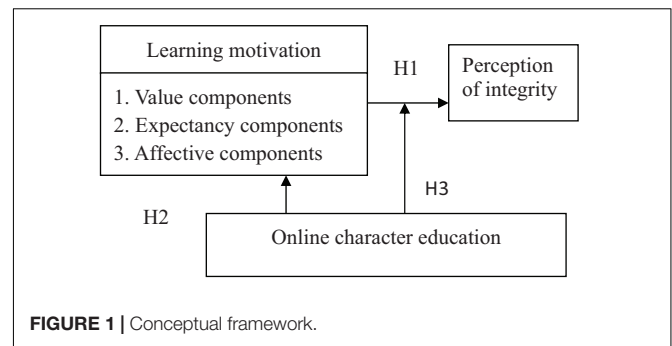 Learning motivation
1. Value components
2. Expectancy components
3. Affective components
H1
Perception
of integrity
H2
H3
Online character education
FIGURE 1 | Conceptual framework.